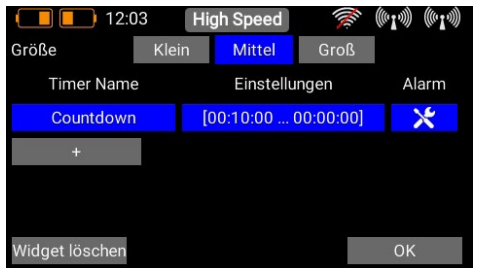 12:03 High Speed
Größe Klein Mittel Groß
Timer Name Einstellungen Alarm
Countdown [00:10:00 ... 00:00:00]
+
Widget löschen OK